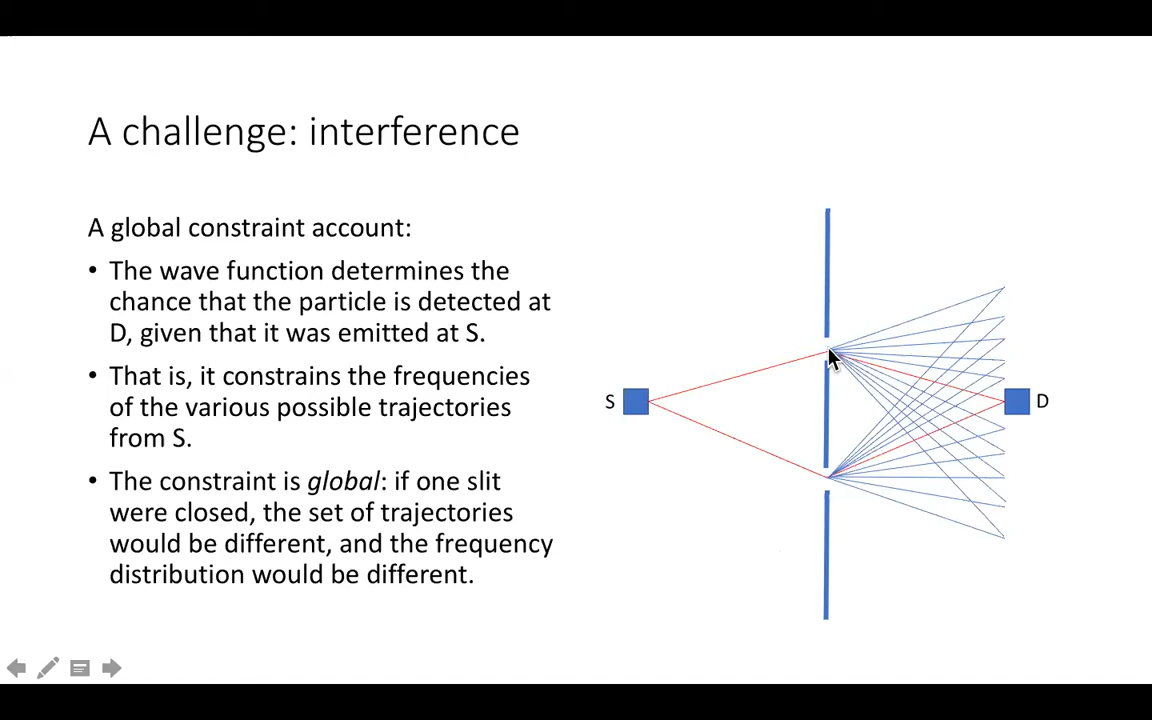 A challenge: interference
A global constraint account:
• The wave function determines the
chance that the particle is detected at
D, given that it was emitted at S.
• That is, it constrains the frequencies
of the various possible trajectories
from S.
• The constraint is global: if one slit
were closed, the set of trajectories
would be different, and the frequency
distribution would be different.
S
D